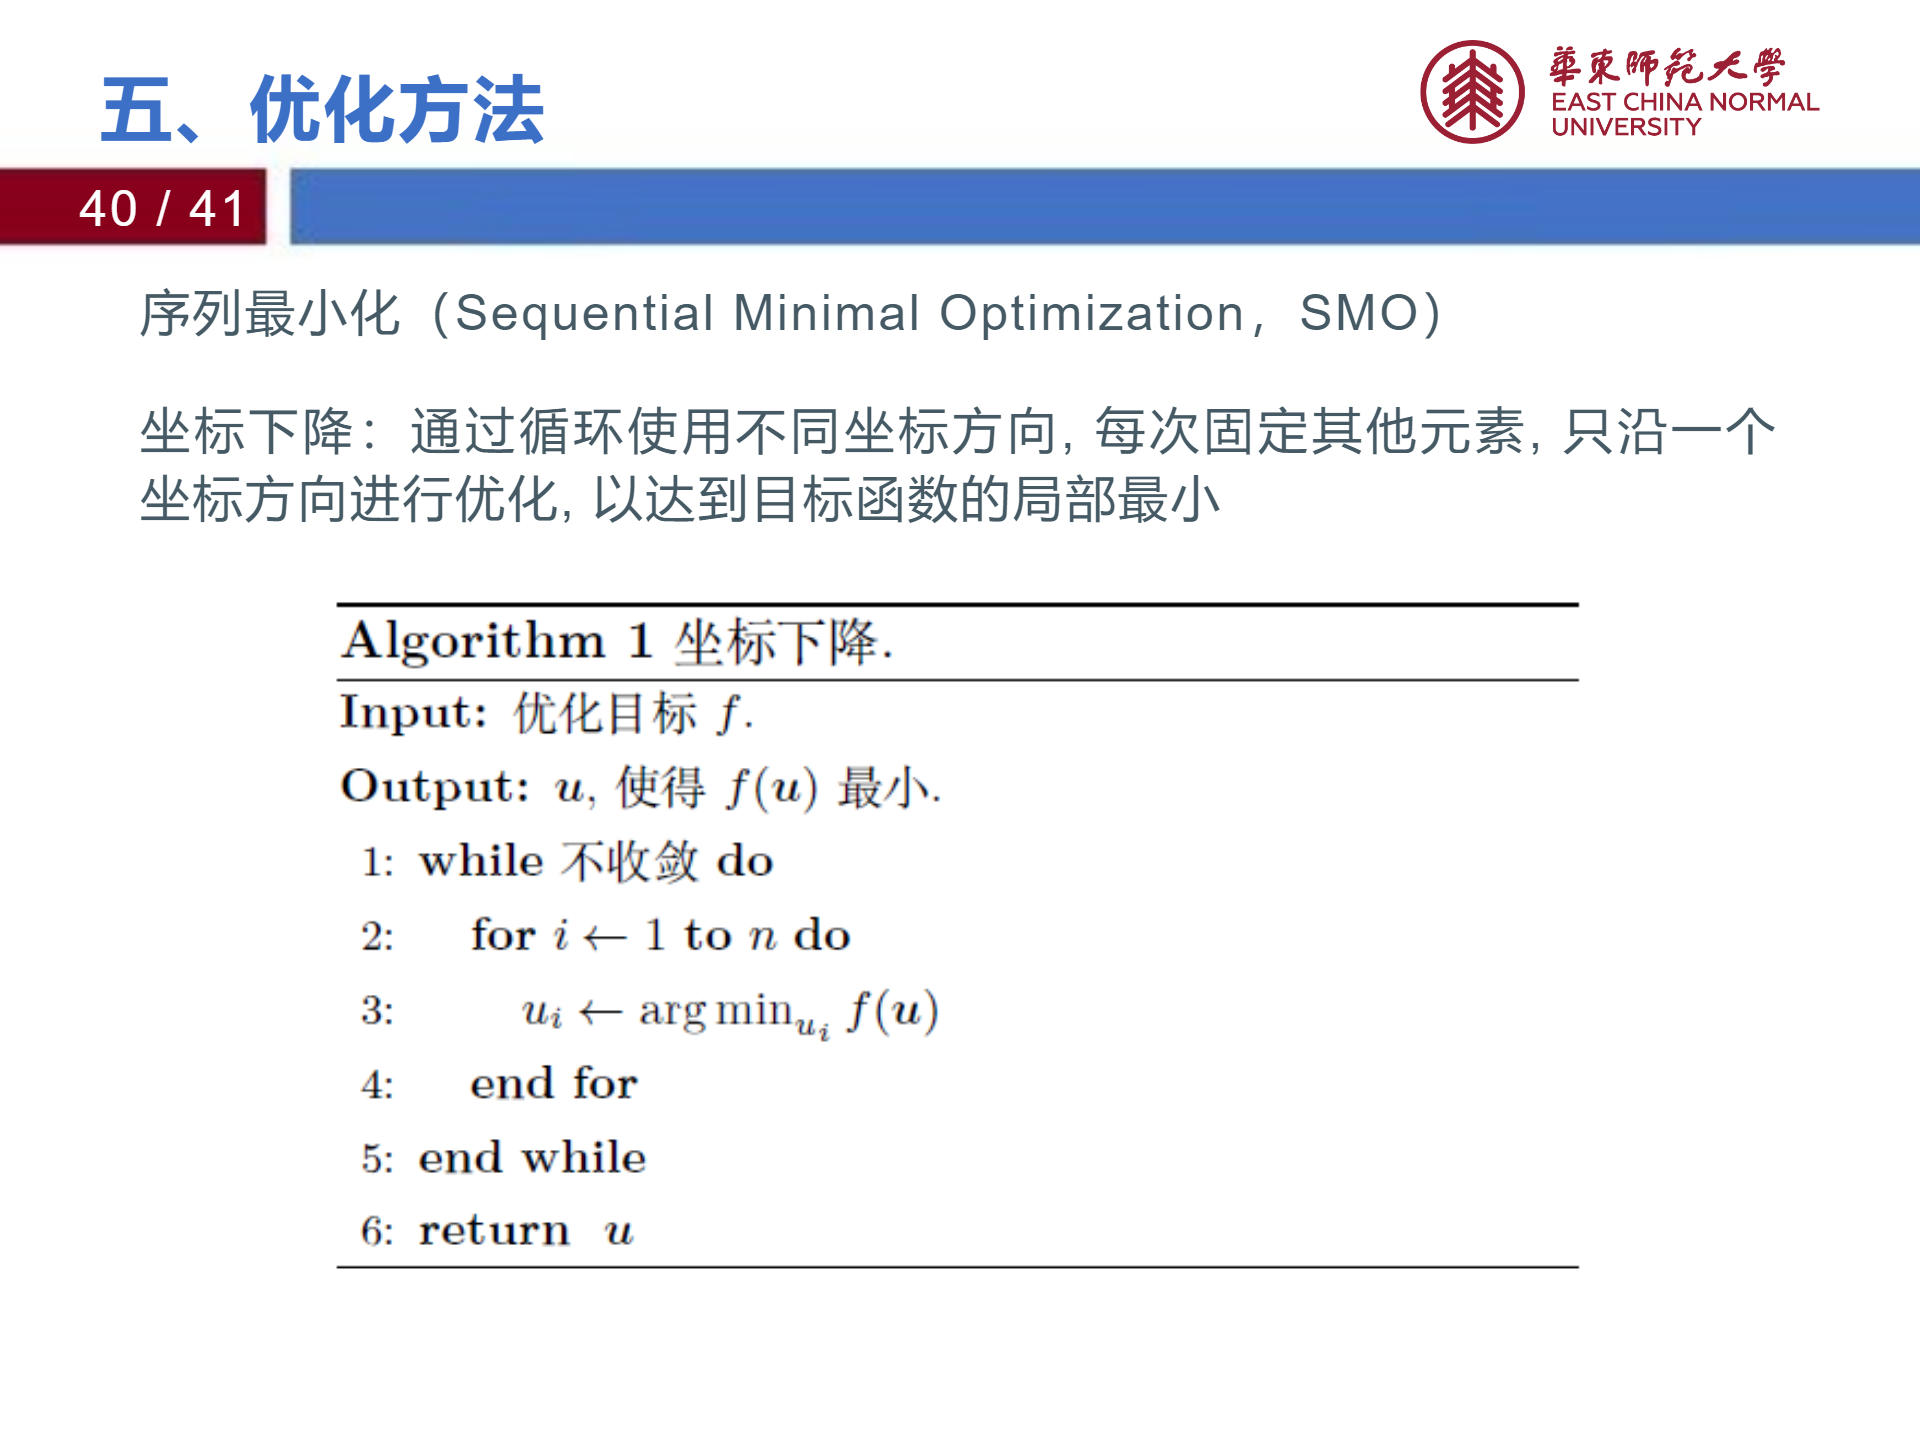 五、优化方法
華東師範大學
EAST CHINA NORMAL
UNIVERSITY
40 / 41
序列最小化（Sequential Minimal Optimization，SMO）
坐标下降：通过循环使用不同坐标方向, 每次固定其他元素, 只沿一个
坐标方向进行优化, 以达到目标函数的局部最小
Algorithm 1 坐标下降.
Input: 优化目标 f.
Output: u, 使得 f(u) 最小.
1: while 不收敛 do
2: for i ← 1 to n do
3: u_i ← arg min_{u_i} f(u)
4: end for
5: end while
6: return u